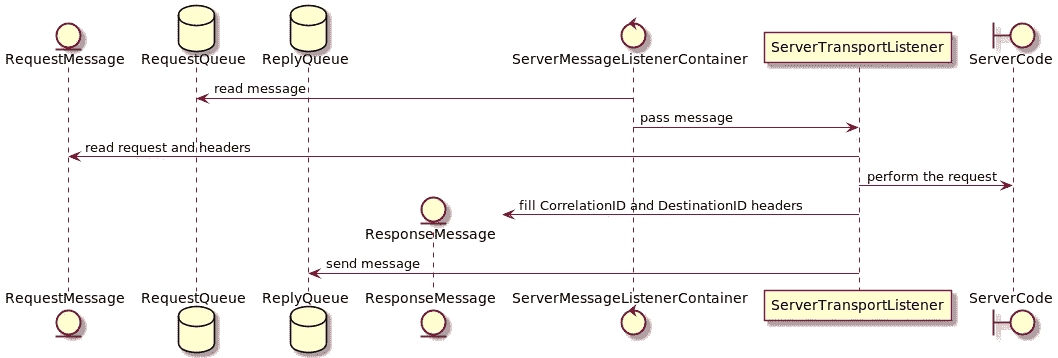 RequestMessage
RequestQueue
ReplyQueue
ServerMessageListenerContainer
ServerTransportListener
ServerCode
read message
pass message
read request and headers
perform the request
fill CorrelationID and DestinationID headers
ResponseMessage
send message
RequestMessage
RequestQueue
ReplyQueue
ResponseMessage
ServerMessageListenerContainer
ServerTransportListener
ServerCode